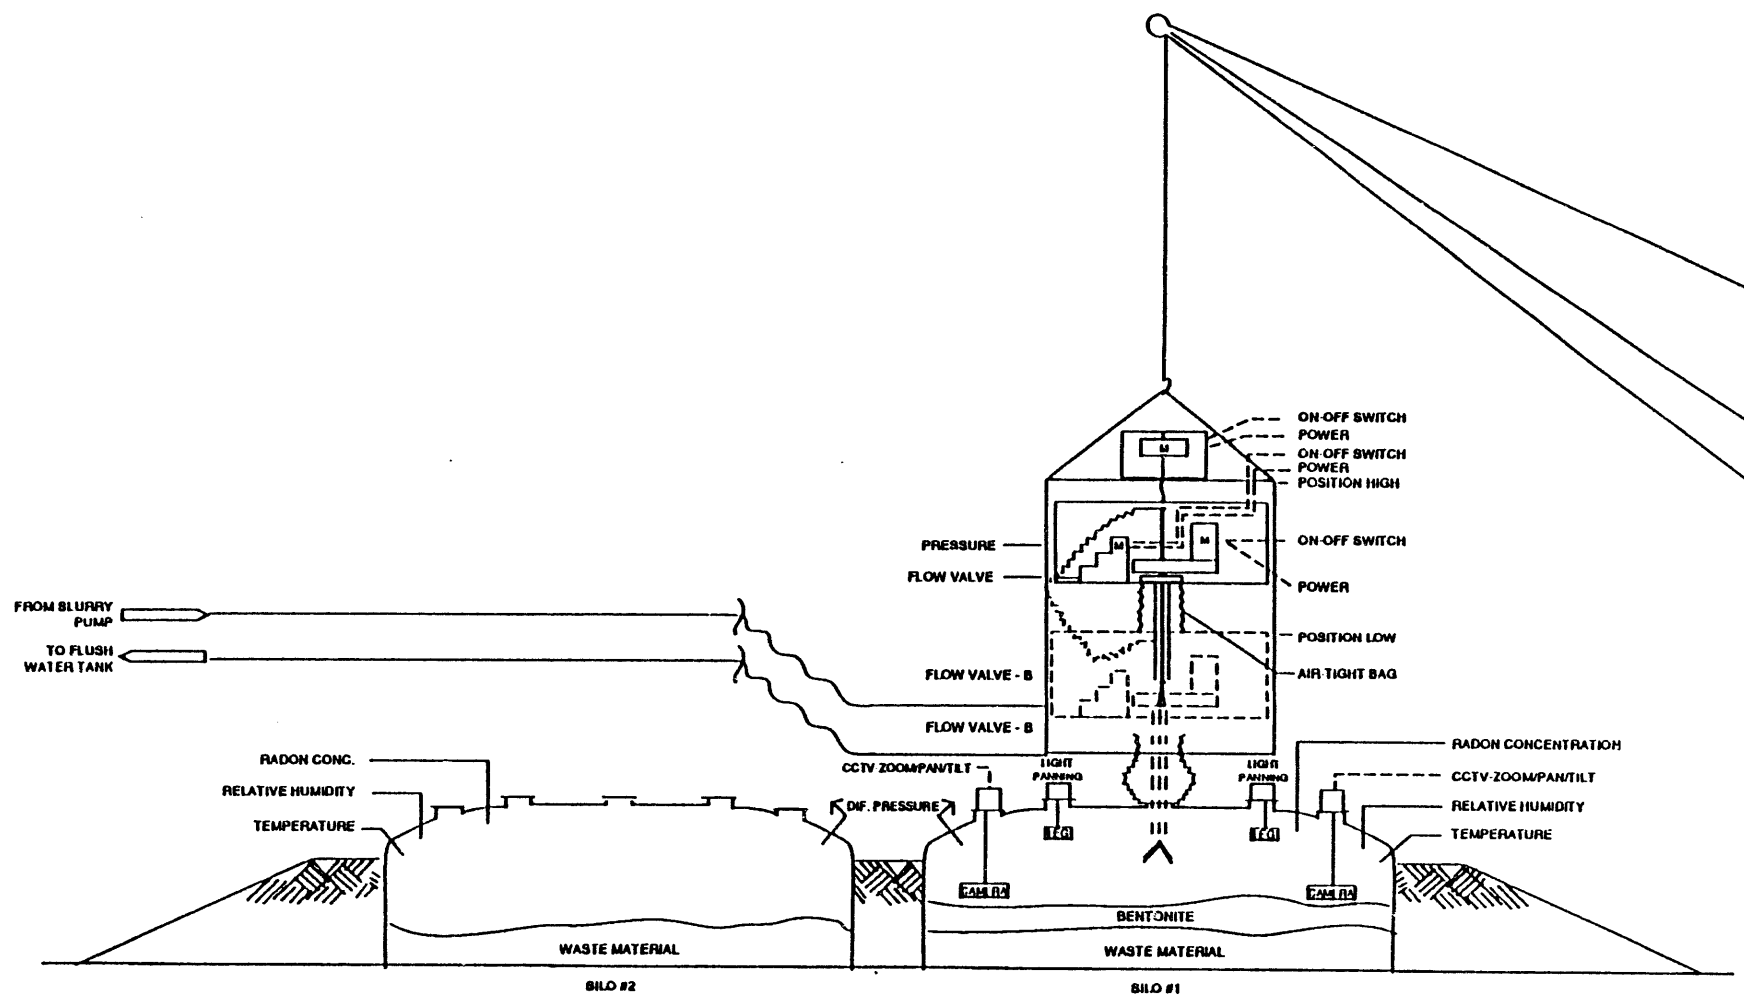 ON-OFF SWITCH
POWER
ON-OFF SWITCH
POWER
POSITION HIGH
M
PRESSURE
M
M
ON-OFF SWITCH
FLOW VALVE
POWER
FROM SLURRY
PUMP
POSITION LOW
TO FLUSH
WATER TANK
FLOW VALVE - B
AIR-TIGHT BAG
FLOW VALVE - B
RADON CONC.
CCTV-ZOOM/PAN/TILT
LIGHT
PANNING
LIGHT
PANNING
RADON CONCENTRATION
CCTV-ZOOM/PAN/TILT
RELATIVE HUMIDITY
DIF. PRESSURE
RELATIVE HUMIDITY
TEMPERATURE
LEG
LEG
TEMPERATURE
CAMERA
CAMERA
BENTONITE
WASTE MATERIAL
WASTE MATERIAL
SILO #2
SILO #1